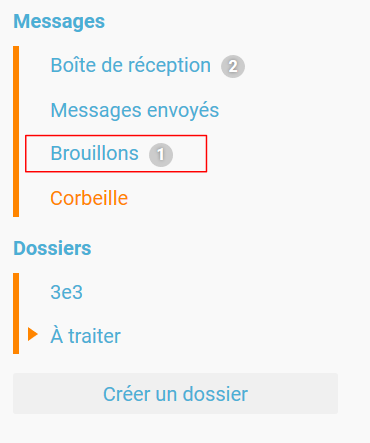 Messages
Boîte de réception 2
Messages envoyés
Brouillons 1
Corbeille
Dossiers
3e3
À traiter
Créer un dossier